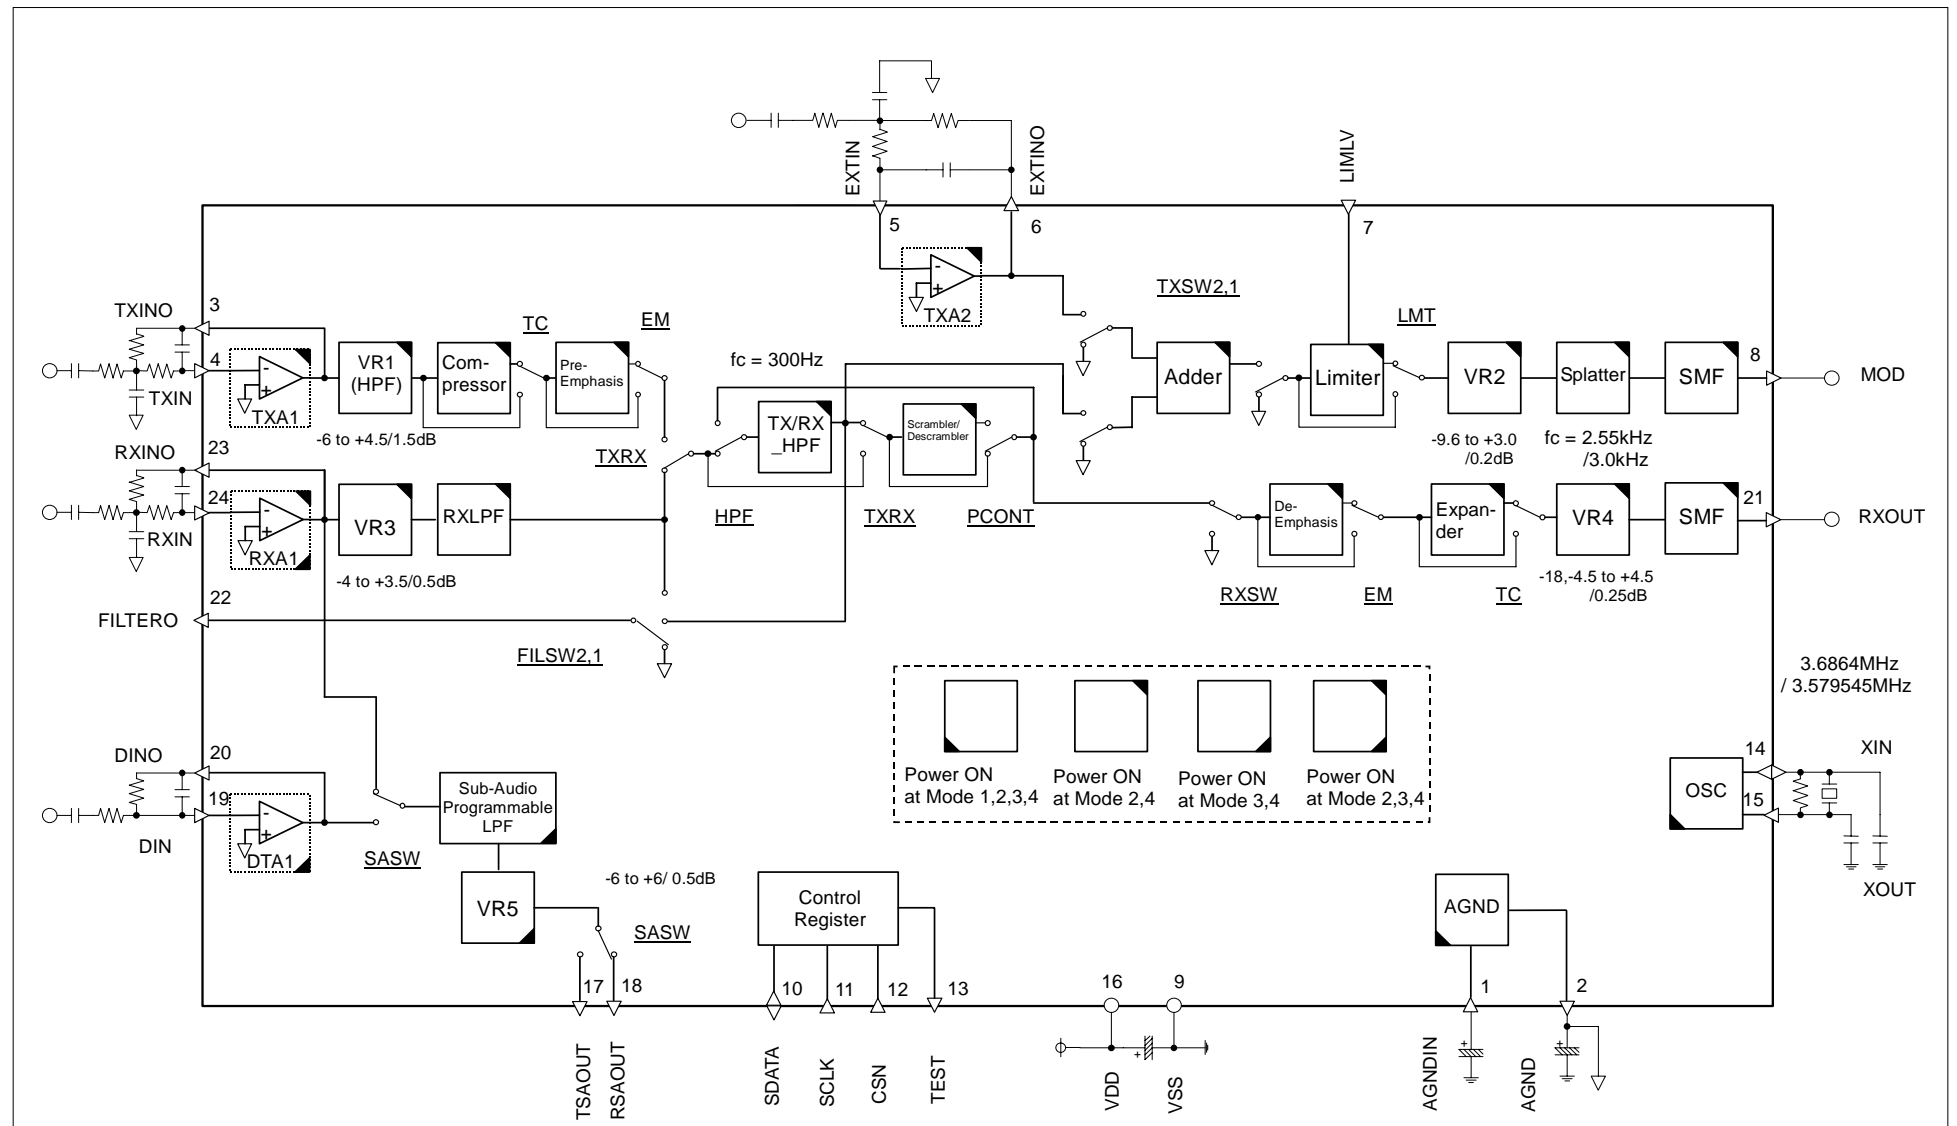 EXTIN
EXTINO
LIMLV
5
6
7
-
+
TXA2
TXSW2,1
LMT
TXINO
3
4
TXIN
-
+
TXA1
VR1
(HPF)
-6 to +4.5/1.5dB
Com-
pressor
TC
Pre-
Emphasis
EM
fc = 300Hz
TX/RX
_HPF
Scrambler/
Descrambler
Adder
Limiter
VR2
-9.6 to +3.0
/0.2dB
Splatter
fc = 2.55kHz
/3.0kHz
SMF
8
MOD
RXINO
23
24
RXIN
-
+
RXA1
VR3
-4 to +3.5/0.5dB
RXLPF
TXRX
HPF
TXRX
PCONT
De-
Emphasis
Expan-
der
VR4
-18,-4.5 to +4.5
/0.25dB
SMF
21
RXOUT
RXSW
EM
TC
22
FILTERO
FILSW2,1
3.6864MHz
/ 3.579545MHz
Power ON
at Mode 1,2,3,4
Power ON
at Mode 2,4
Power ON
at Mode 3,4
Power ON
at Mode 2,3,4
DINO
20
19
DIN
-
+
DTA1
SASW
Sub-Audio
Programmable
LPF
VR5
-6 to +6/ 0.5dB
SASW
Control
Register
OSC
14
15
XIN
XOUT
AGND
17
18
10
11
12
13
16
9
1
2
TSAOUT
RSAOUT
SDATA
SCLK
CSN
TEST
+
VDD
VSS
+
AGNDIN
+
AGND